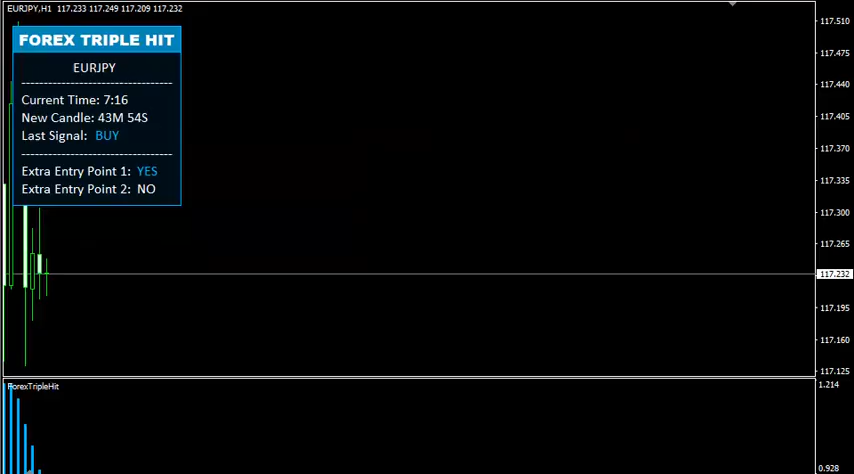 EURJPY,H1 117.233 117.249 117.209 117.232
FOREX TRIPLE HIT
EURJPY
Current Time: 7:16
New Candle: 43M 54S
Last Signal: BUY
Extra Entry Point 1: YES
Extra Entry Point 2: NO
117.510
117.475
117.440
117.405
117.370
117.335
117.300
117.265
117.232
117.195
117.160
117.125
ForexTripleHit
1.214
0.928